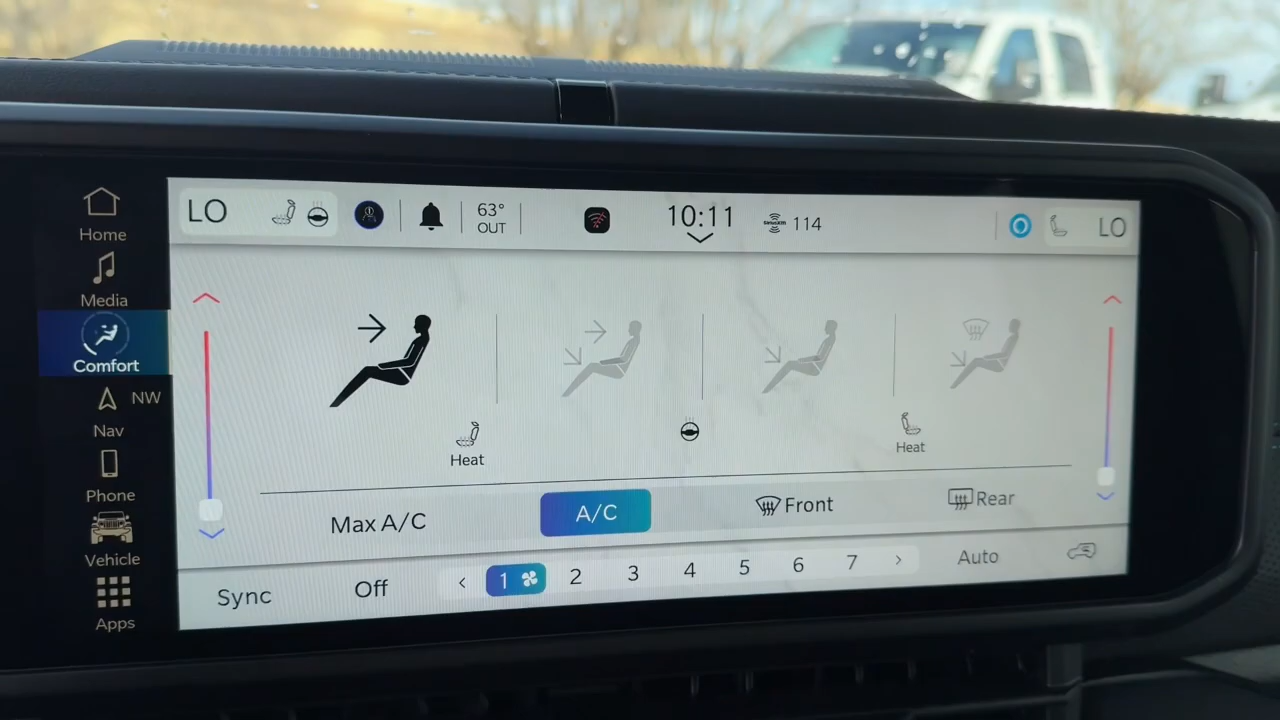 LO
63°
OUT
10:11
114
LO
Home
Media
Comfort
NW
Nav
Phone
Vehicle
Apps
Heat
Heat
Max A/C
A/C
Front
Rear
Sync
Off
1 2 3 4 5 6 7
Auto